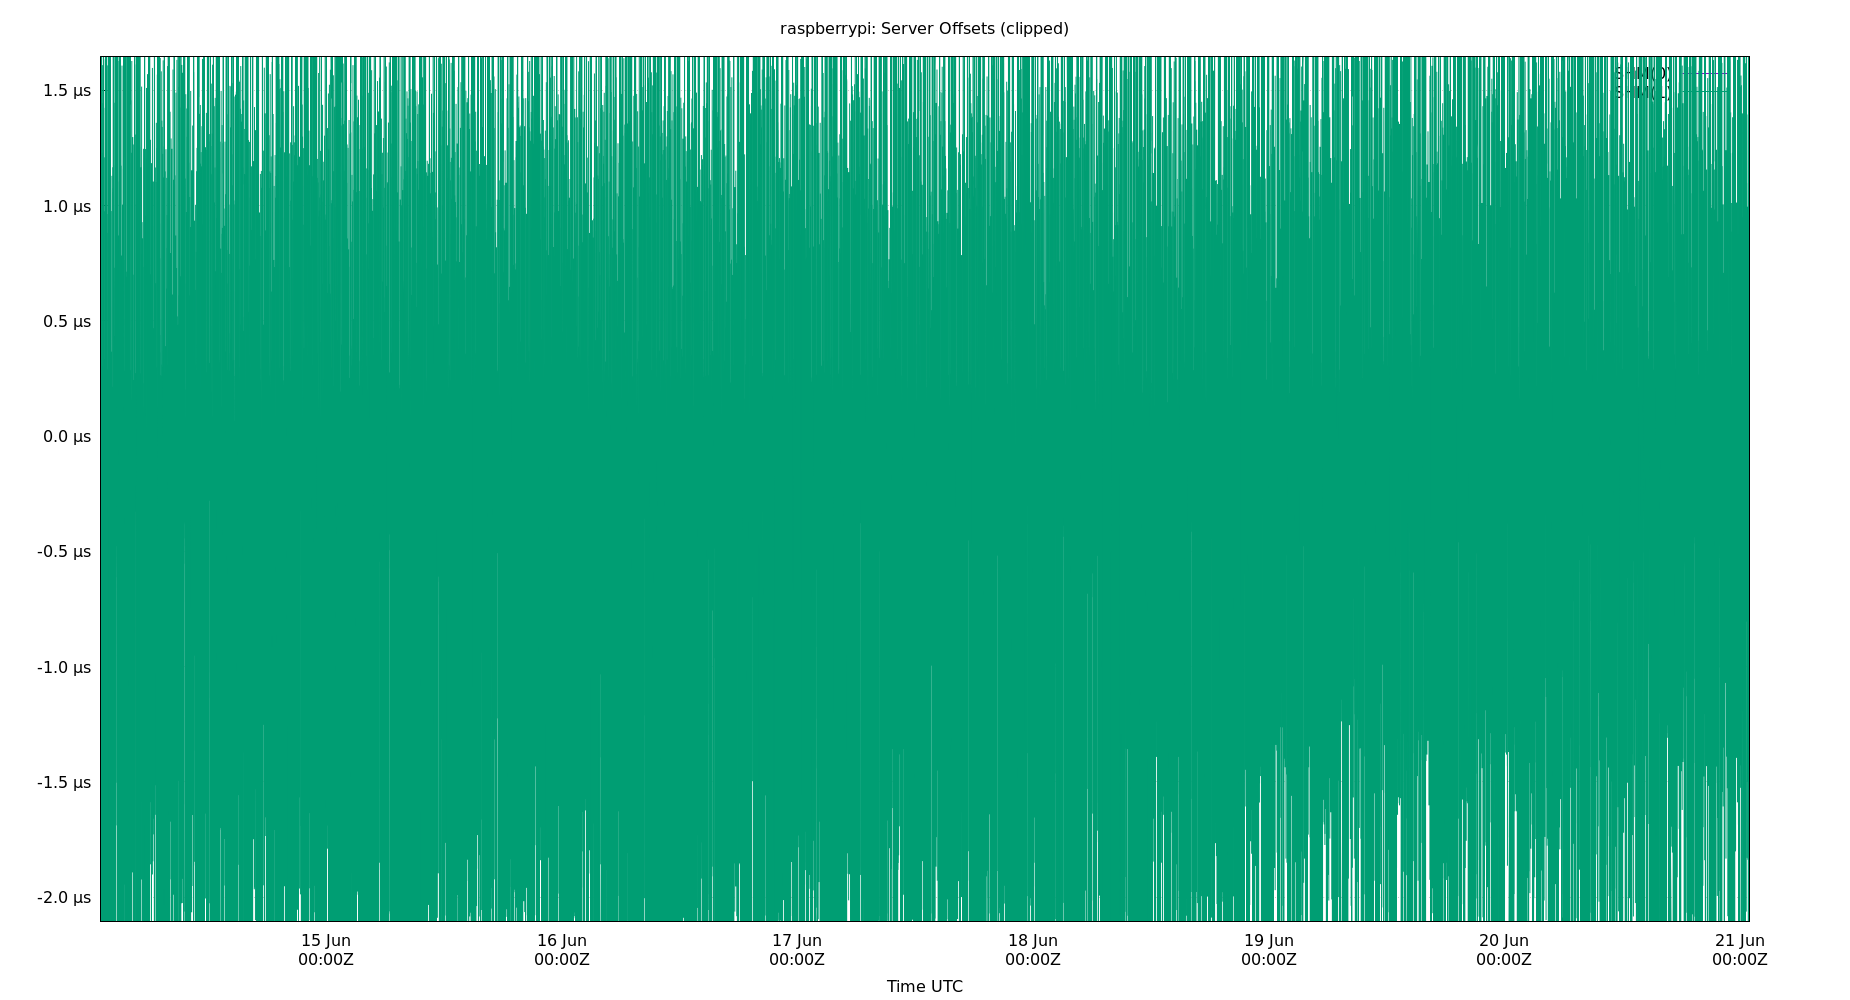 raspberrypi: Server Offsets (clipped)
1.5 µs
1.0 µs
0.5 µs
0.0 µs
-0.5 µs
-1.0 µs
-1.5 µs
-2.0 µs
15 Jun
00:00Z
16 Jun
00:00Z
17 Jun
00:00Z
18 Jun
00:00Z
19 Jun
00:00Z
20 Jun
00:00Z
21 Jun
00:00Z
Time UTC